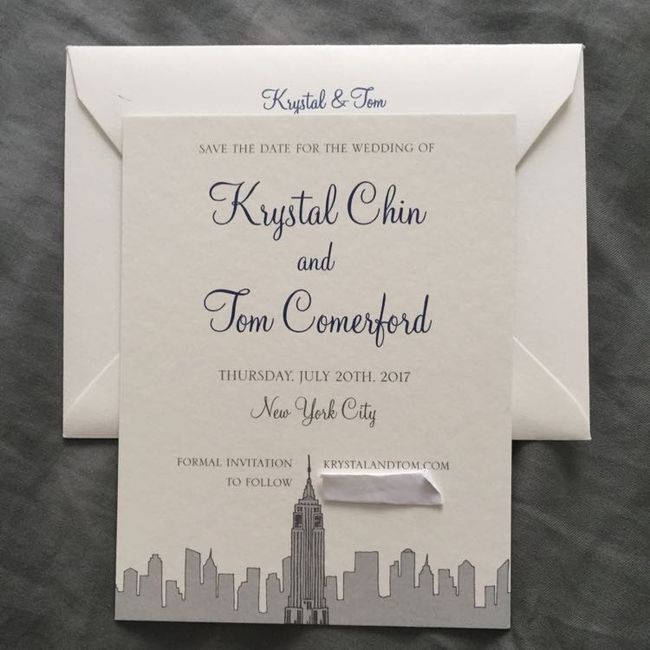 Krystal & Tom
SAVE THE DATE FOR THE WEDDING OF
Krystal Chin
and
Tom Comerford
THURSDAY, JULY 20TH, 2017
New York City
FORMAL INVITATION
TO FOLLOW
KRYSTALANDTOM.COM